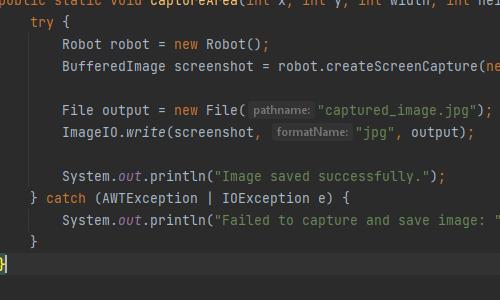 public static void captureArea(int x, int y, int width, int hei
try {
Robot robot = new Robot();
BufferedImage screenshot = robot.createScreenCapture(ne
File output = new File( pathname: "captured_image.jpg");
ImageIO.write(screenshot, formatName: "jpg", output);
System.out.println("Image saved successfully.");
} catch (AWTException | IOException e) {
System.out.println("Failed to capture and save image: "
}
}